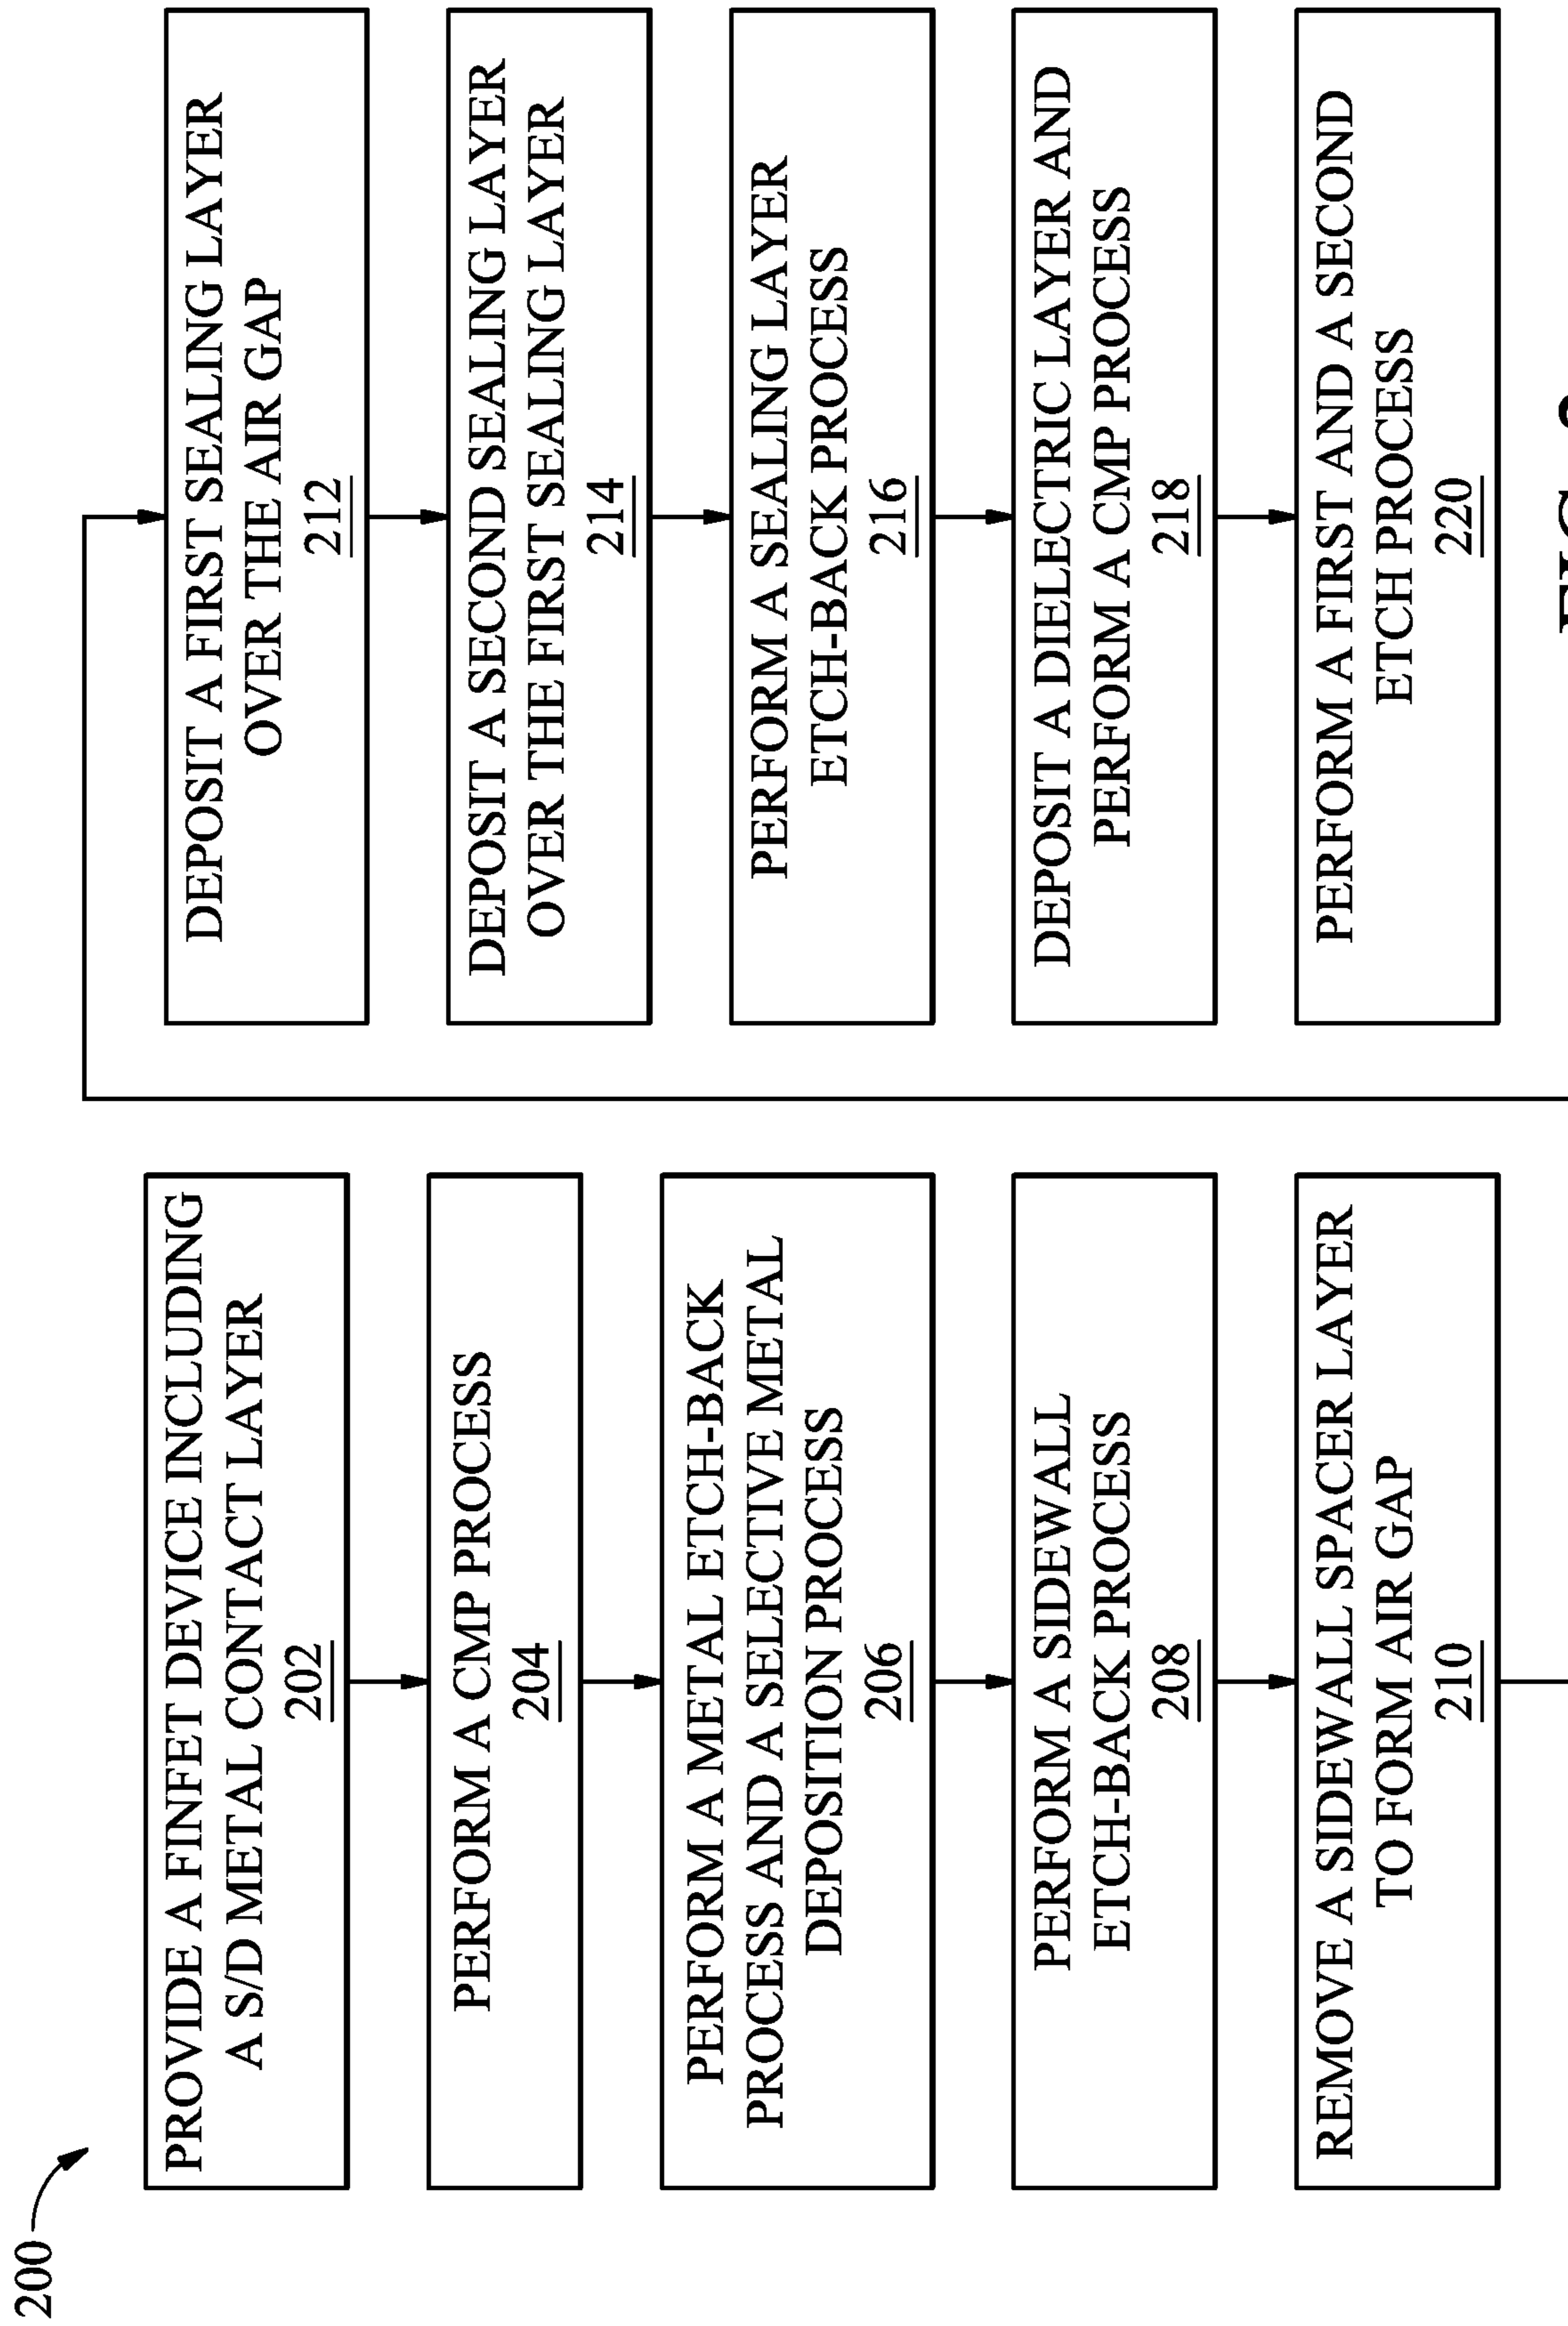 200
PROVIDE A FINFET DEVICE INCLUDING
A S/D METAL CONTACT LAYER
202
PERFORM A CMP PROCESS
204
PERFORM A METAL ETCH-BACK
PROCESS AND A SELECTIVE METAL
DEPOSITION PROCESS
206
PERFORM A SIDEWALL
ETCH-BACK PROCESS
208
REMOVE A SIDEWALL SPACER LAYER
TO FORM AIR GAP
210
DEPOSIT A FIRST SEALING LAYER
OVER THE AIR GAP
212
DEPOSIT A SECOND SEALING LAYER
OVER THE FIRST SEALING LAYER
214
PERFORM A SEALING LAYER
ETCH-BACK PROCESS
216
DEPOSIT A DIELECTRIC LAYER AND
PERFORM A CMP PROCESS
218
PERFORM A FIRST AND A SECOND
ETCH PROCESS
220